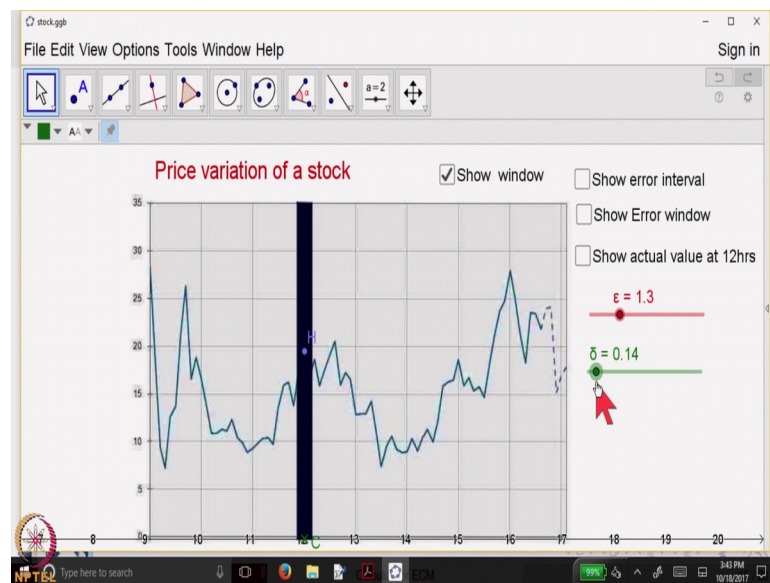 stock.ggb
File Edit View Options Tools Window Help
Sign in
A
α
a=2
AA
Price variation of a stock
Show window
Show error interval
Show Error window
Show actual value at 12hrs
ε = 1.3
δ = 0.14
35
30
25
20
15
10
5
H
C
8 9 10 11 13 14 15 16 17 18 19 20
NPTEL
Type here to search
ECM
99%
3:43 PM
10/18/2017